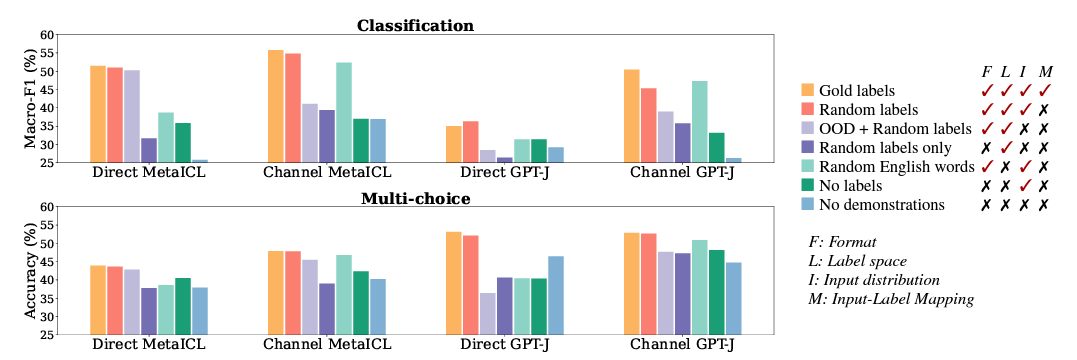 Classification
Macro-F1 (%)
60
55
50
45
40
35
30
25
Direct MetaICL Channel MetaICL Direct GPT-J Channel GPT-J
Multi-choice
Accuracy (%)
60
55
50
45
40
35
30
25
Direct MetaICL Channel MetaICL Direct GPT-J Channel GPT-J
F L I M
Gold labels ✓ ✓ ✓ ✓
Random labels ✓ ✓ ✓ ✗
OOD + Random labels ✓ ✓ ✗ ✗
Random labels only ✗ ✓ ✗ ✗
Random English words ✓ ✗ ✓ ✗
No labels ✗ ✗ ✓ ✗
No demonstrations ✗ ✗ ✗ ✗
F: Format
L: Label space
I: Input distribution
M: Input-Label Mapping